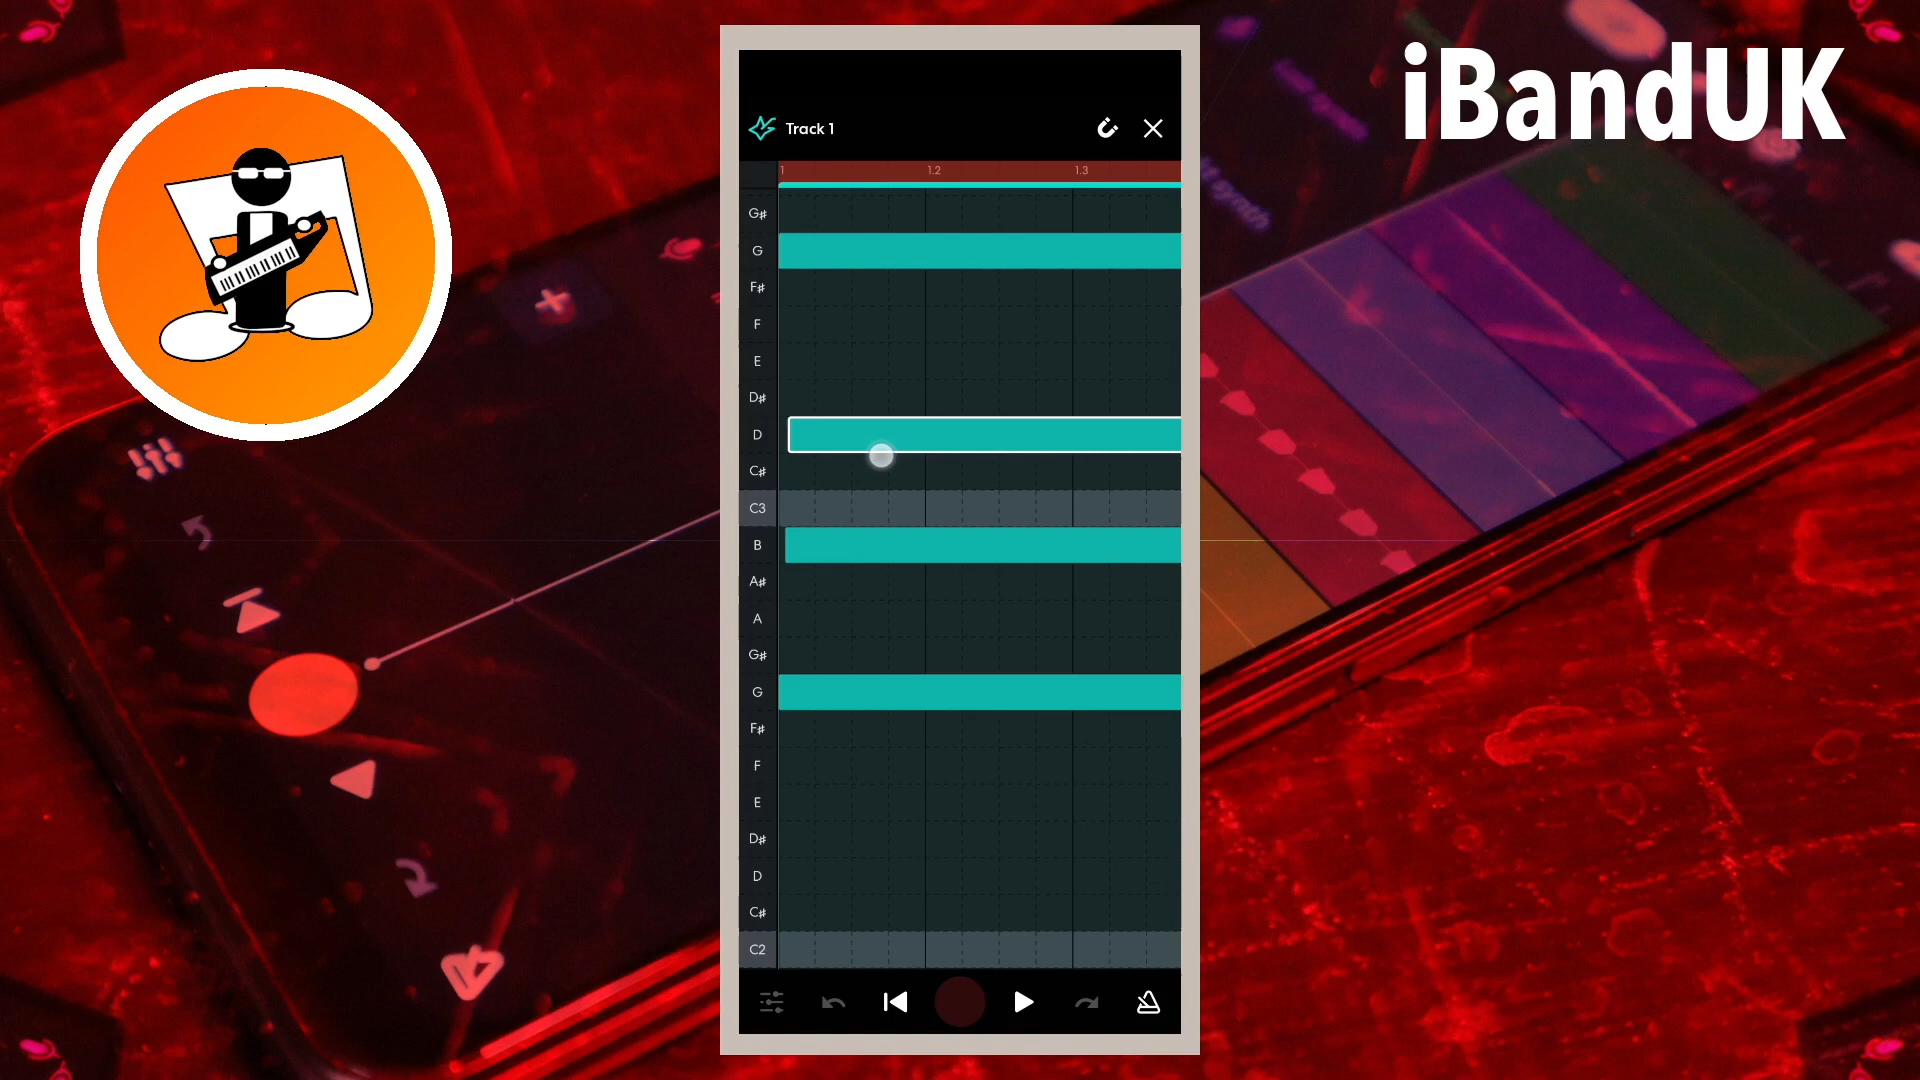 iBandUK
Track 1
1 1.2 1.3
G♯
G
F♯
F
E
D♯
D
C♯
C3
B
A♯
A
G♯
G
F♯
F
E
D♯
D
C♯
C2